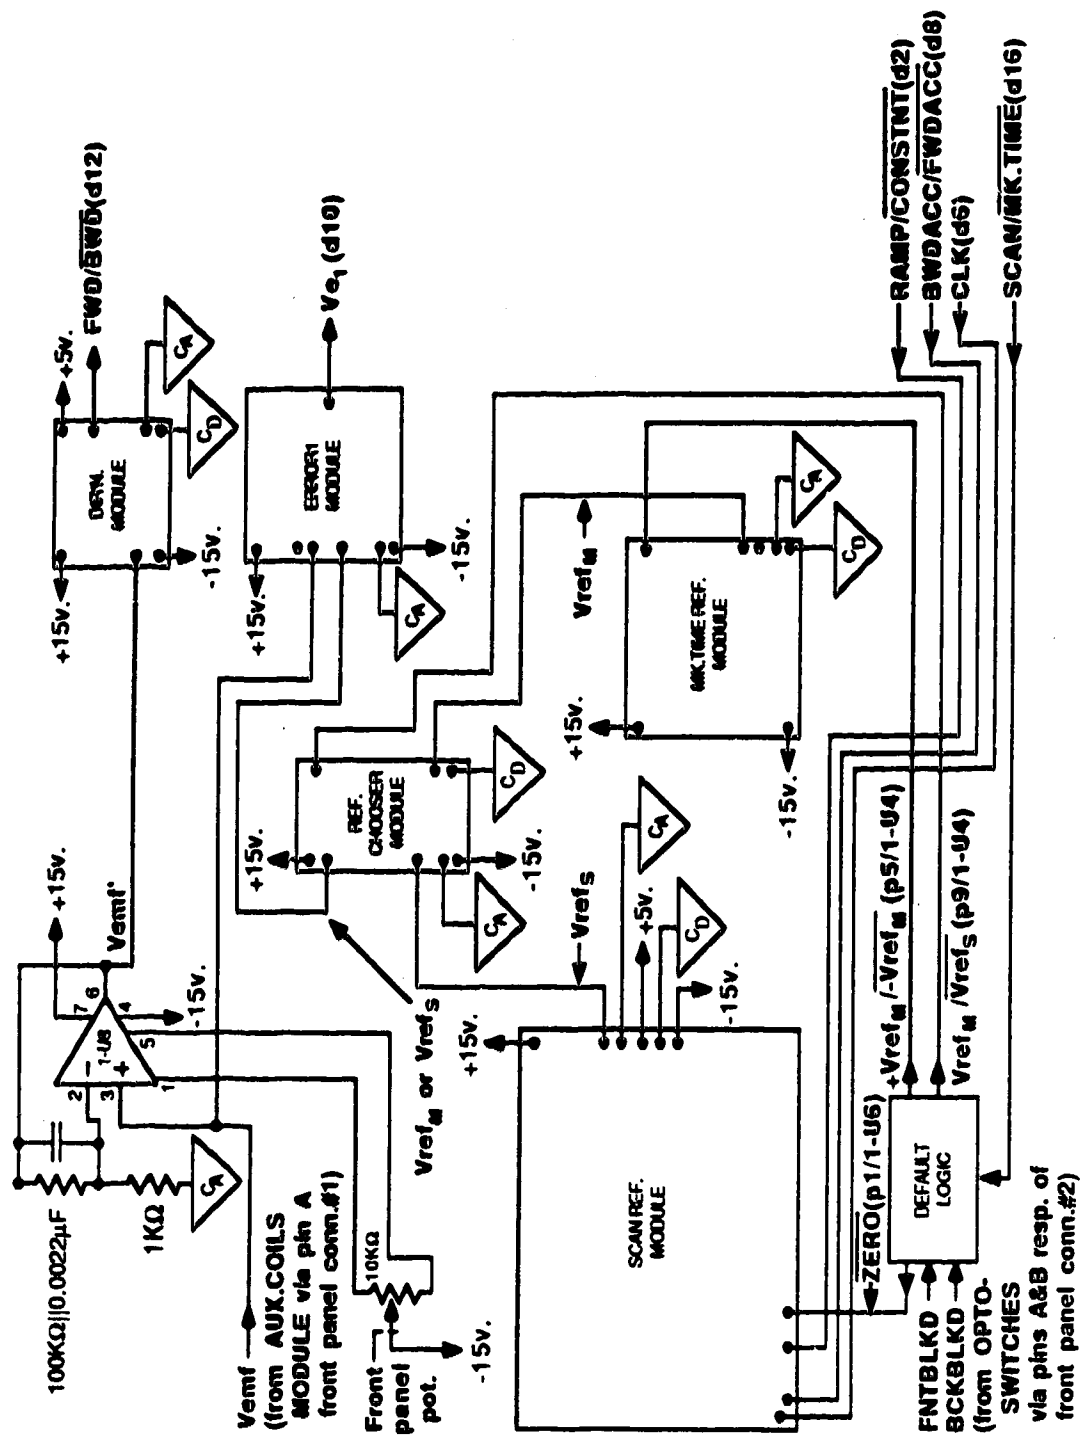 100KΩ||0.0022µF
1KΩ
CA
Vemf
(from AUX.COILS
MODULE via pin A
front panel conn.#1)
2
3
-
+
1-U8
7
6
4
5
1
+15v.
-15v.
Vemf'
10KΩ
Front
panel
pot.
-15v.
+15v.
DIRN.
MODULE
-15v.
+5v.
FWD/BWD(d12)
CA
CD
+15v.
ERROR1
MODULE
-15v.
CA
Ve1 (d10)
+15v.
REF.
CHOOSER
MODULE
-15v.
CA
CD
VrefM or VrefS
VrefS
VrefM
+15v.
MK.TIME REF.
MODULE
-15v.
CA
CD
+15v.
SCAN REF.
MODULE
CA
+5v.
CD
-15v.
ZERO(p1/1-U6)
+VrefM/-VrefM(p5/1-U4)
VrefM/VrefS(p9/1-U4)
DEFAULT
LOGIC
FNTBLKD
BCKBLKD
(from OPTO-
SWITCHES
via pins A&B resp. of
front panel conn.#2)
RAMP/CONSTNT(d2)
BWDACC/FWDACC(d8)
CLK(d6)
SCAN/MK.TIME(d16)